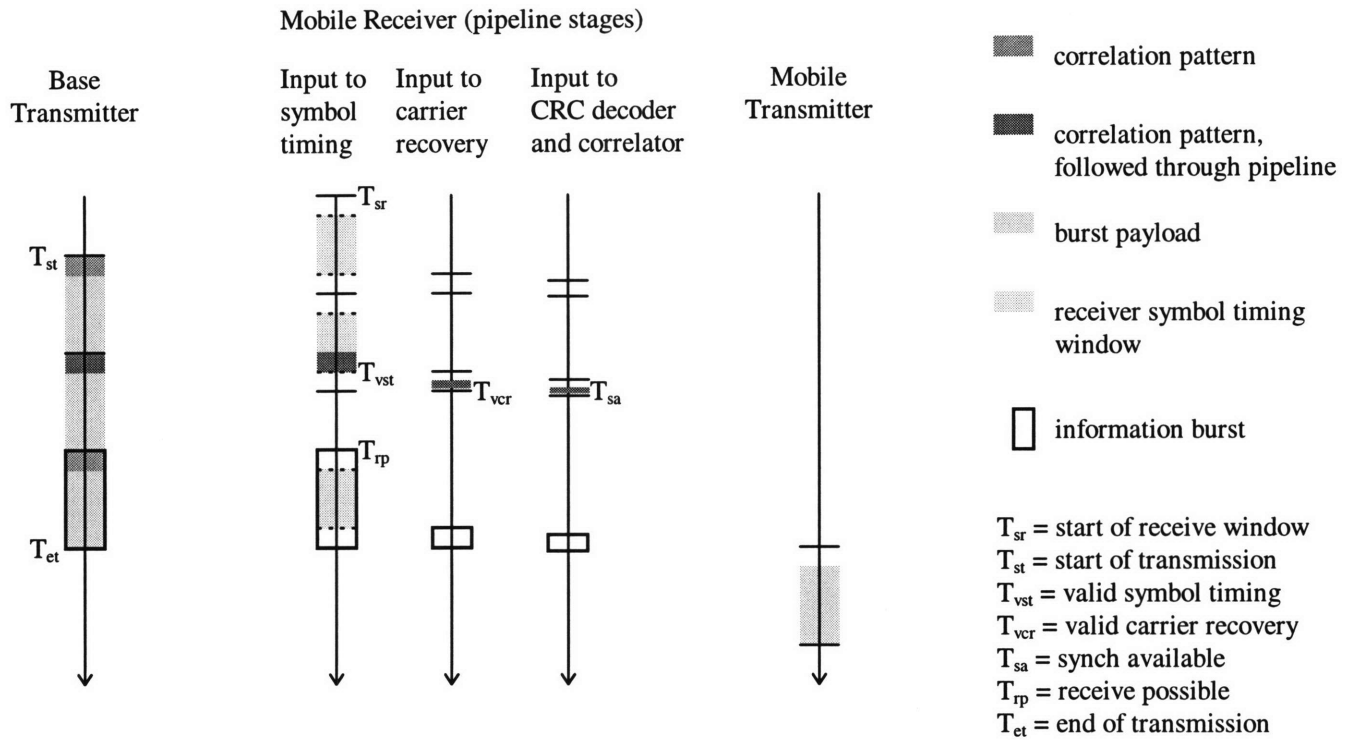 Mobile Receiver (pipeline stages)
Base
Transmitter
Input to
symbol
timing
Input to
carrier
recovery
Input to
CRC decoder
and correlator
Mobile
Transmitter
correlation pattern
correlation pattern,
followed through pipeline
burst payload
receiver symbol timing
window
information burst
T_sr
T_st
T_vst
T_vcr
T_sa
T_rp
T_et
T_sr = start of receive window
T_st = start of transmission
T_vst = valid symbol timing
T_vcr = valid carrier recovery
T_sa = synch available
T_rp = receive possible
T_et = end of transmission